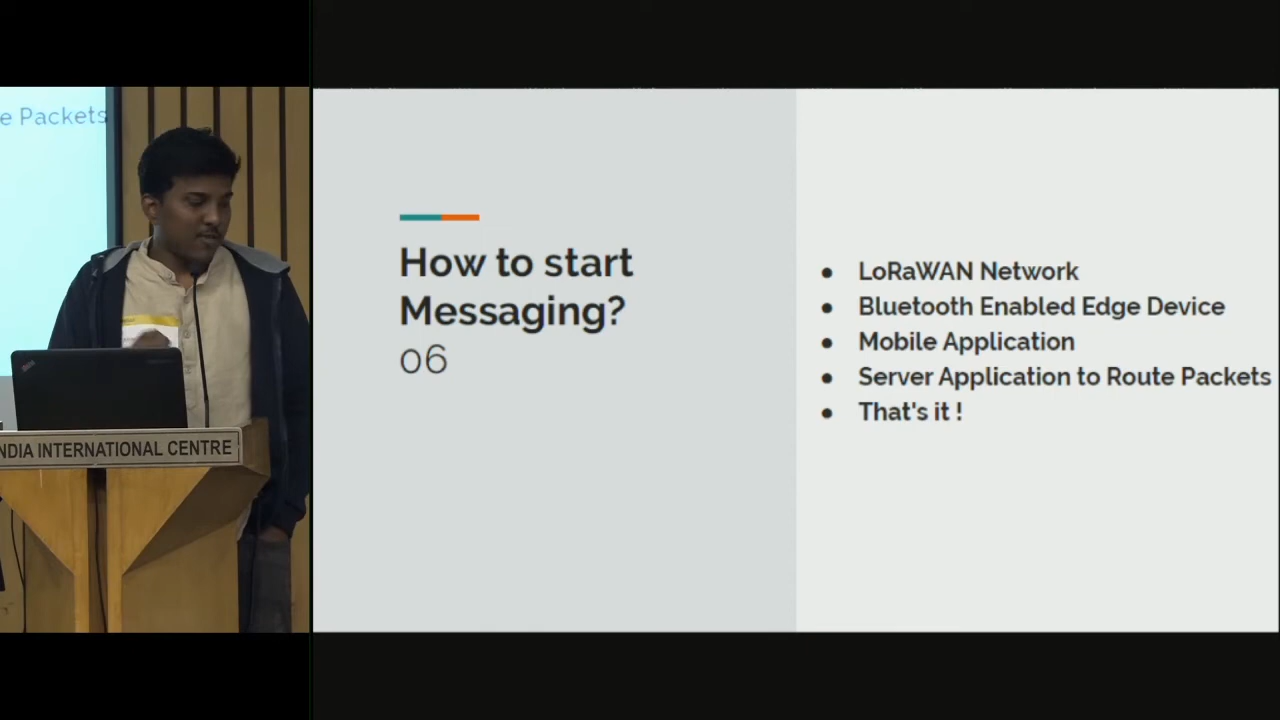 e Packets
NDIA INTERNATIONAL CENTRE
How to start
Messaging?
06
LoRaWAN Network
Bluetooth Enabled Edge Device
Mobile Application
Server Application to Route Packets
That's it !